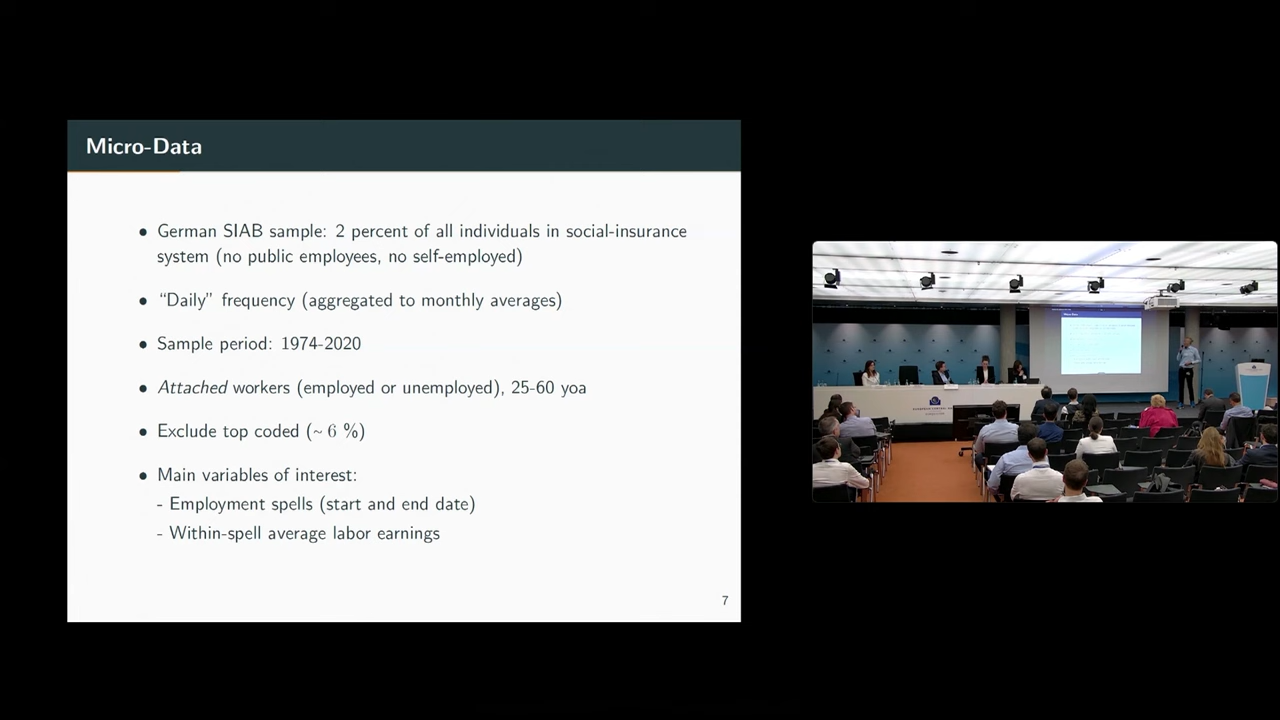 Micro-Data
• German SIAB sample: 2 percent of all individuals in social-insurance
system (no public employees, no self-employed)
• “Daily” frequency (aggregated to monthly averages)
• Sample period: 1974-2020
• Attached workers (employed or unemployed), 25-60 yoa
• Exclude top coded (~ 6 %)
• Main variables of interest:
- Employment spells (start and end date)
- Within-spell average labor earnings
7